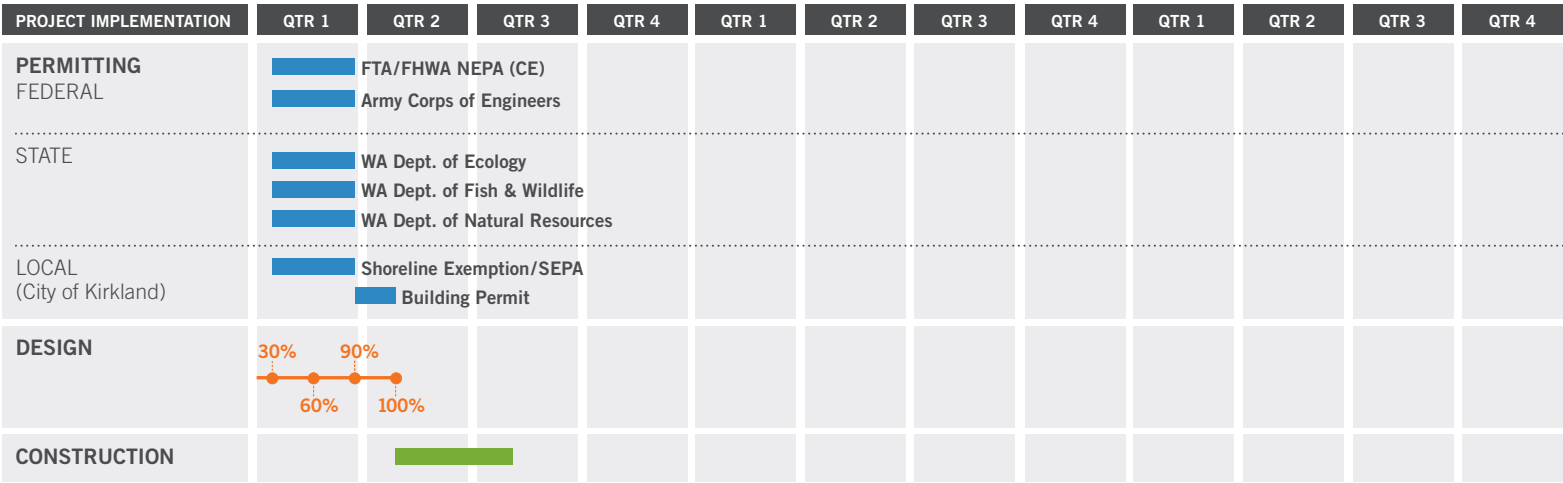 PROJECT IMPLEMENTATION QTR 1 QTR 2 QTR 3 QTR 4 QTR 1 QTR 2 QTR 3 QTR 4 QTR 1 QTR 2 QTR 3 QTR 4
PERMITTING
FEDERAL
FTA/FHWA NEPA (CE)
Army Corps of Engineers
STATE
WA Dept. of Ecology
WA Dept. of Fish & Wildlife
WA Dept. of Natural Resources
LOCAL
(City of Kirkland)
Shoreline Exemption/SEPA
Building Permit
DESIGN
30% 90%
60% 100%
CONSTRUCTION